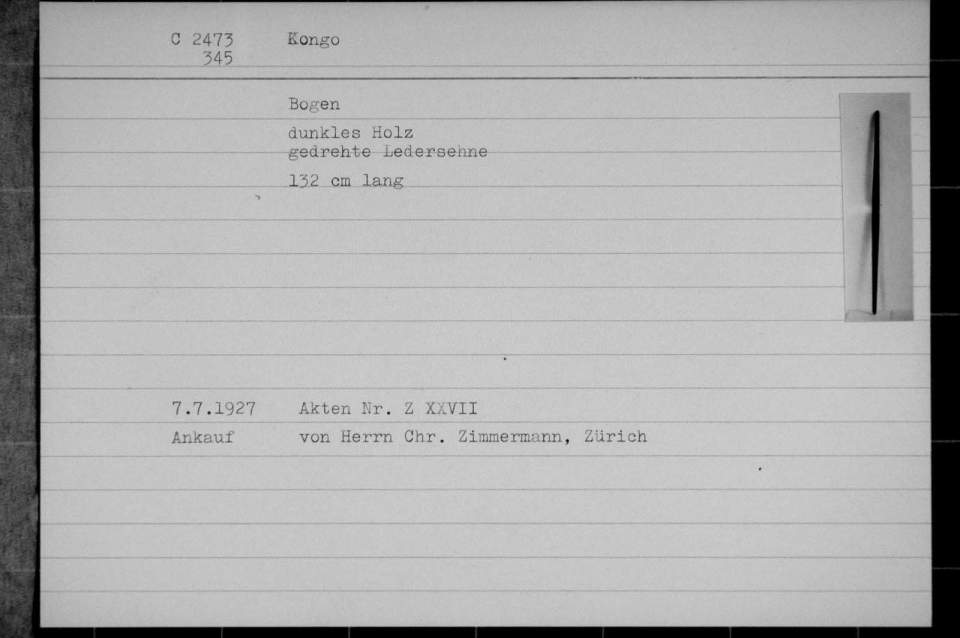 C 2473 Kongo
345
Bogen
dunkles Holz
gedrehte Ledersehne
132 cm lang
7.7.1927 Akten Nr. Z XXVII
Ankauf von Herrn Chr. Zimmermann, Zürich